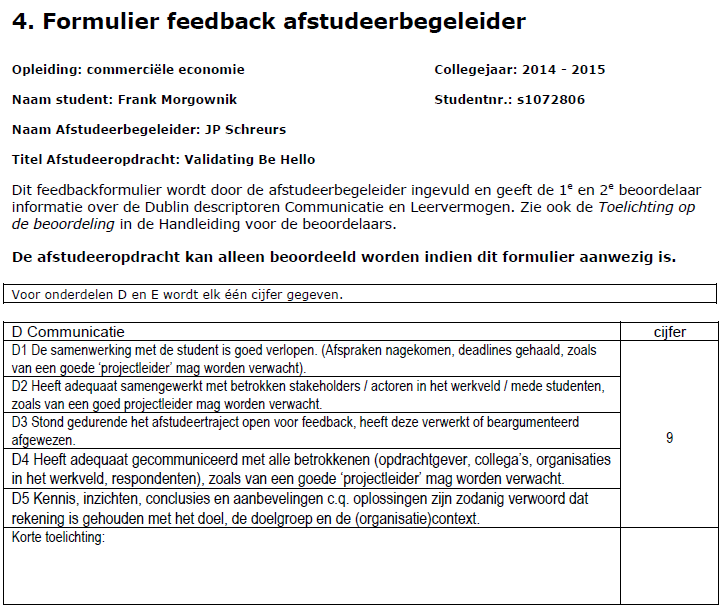 4. Formulier feedback afstudeerbegeleider
Opleiding: commerciële economie
Collegejaar: 2014 - 2015
Naam student: Frank Morgownik
Studentnr.: s1072806
Naam Afstudeerbegeleider: JP Schreurs
Titel Afstudeeropdracht: Validating Be Hello
Dit feedbackformulier wordt door de afstudeerbegeleider ingevuld en geeft de 1e en 2e beoordelaar
informatie over de Dublin descriptoren Communicatie en Leervermogen. Zie ook de Toelichting op
de beoordeling in de Handleiding voor de beoordelaars.
De afstudeeropdracht kan alleen beoordeeld worden indien dit formulier aanwezig is.
Voor onderdelen D en E wordt elk één cijfer gegeven.
D Communicatie
cijfer
D1 De samenwerking met de student is goed verlopen. (Afspraken nagekomen, deadlines gehaald, zoals
van een goede ‘projectleider’ mag worden verwacht).
D2 Heeft adequaat samengewerkt met betrokken stakeholders / actoren in het werkveld / mede studenten,
zoals van een goed projectleider mag worden verwacht.
D3 Stond gedurende het afstudeertraject open voor feedback, heeft deze verwerkt of beargumenteerd
afgewezen.
9
D4 Heeft adequaat gecommuniceerd met alle betrokkenen (opdrachtgever, collega’s, organisaties
in het werkveld, respondenten), zoals van een goede ‘projectleider’ mag worden verwacht.
D5 Kennis, inzichten, conclusies en aanbevelingen c.q. oplossingen zijn zodanig verwoord dat
rekening is gehouden met het doel, de doelgroep en de (organisatie)context.
Korte toelichting: